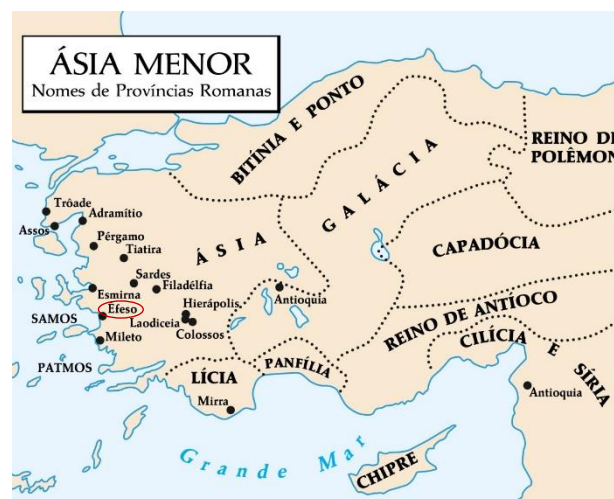 ÁSIA MENOR
Nomes de Províncias Romanas
BITÍNIA E PONTO
GALÁCIA
REINO DE
POLÊMON
Trôade
Adramítio
Assos
Pérgamo
Tiatira
ÁSIA
CAPADÓCIA
Sardes
Filadélfia
Esmirna
Antioquia
Hierápolis
Éfeso
SAMOS
Laodiceia
Colossos
REINO DE ANTÍOCO
CILÍCIA E SÍRIA
Mileto
PATMOS
PANFÍLIA
LÍCIA
Antioquia
Mirra
Grande Mar
CHIPRE